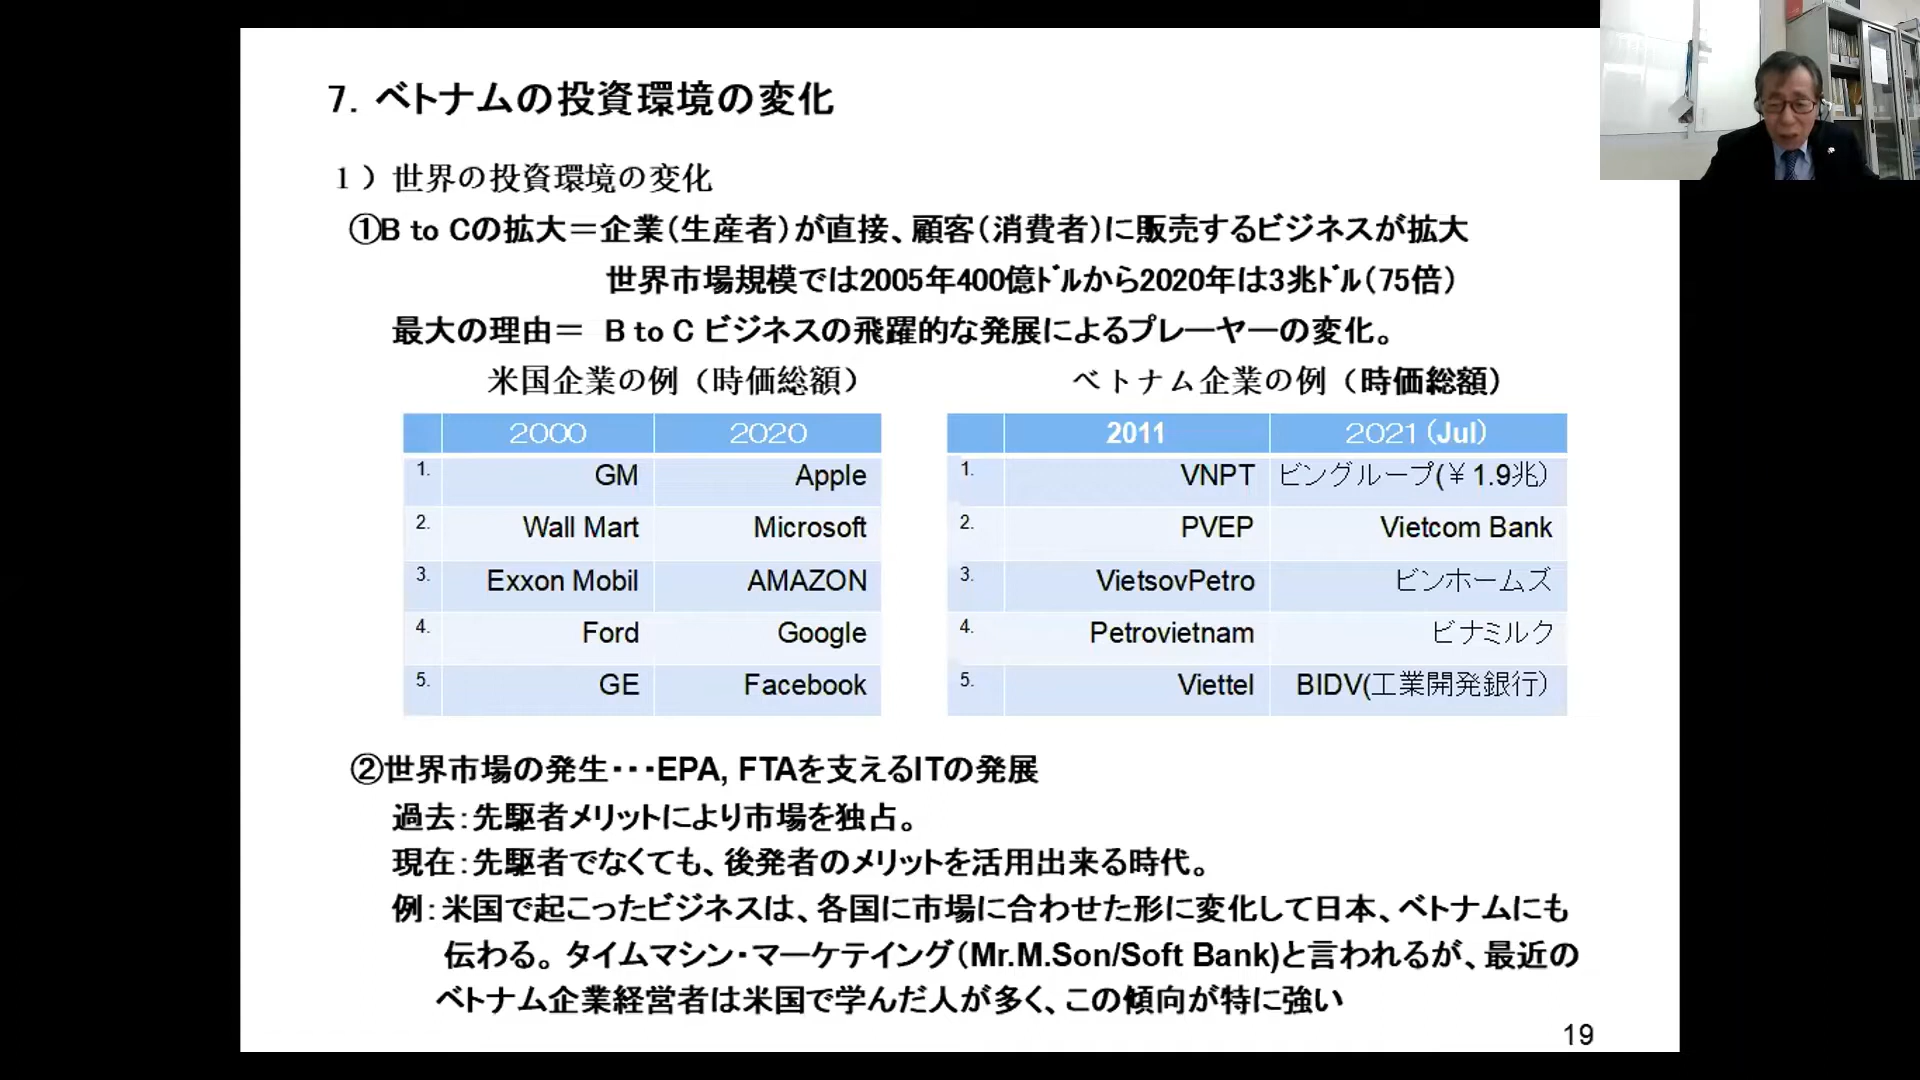 7．ベトナムの投資環境の変化
１）世界の投資環境の変化
①B to Cの拡大＝企業（生産者）が直接、顧客（消費者）に販売するビジネスが拡大
世界市場規模では2005年400億ﾄﾞﾙから2020年は3兆ﾄﾞﾙ（75倍）
最大の理由＝ B to C ビジネスの飛躍的な発展によるプレーヤーの変化。
米国企業の例（時価総額）
2000 2020
1. GM Apple
2. Wall Mart Microsoft
3. Exxon Mobil AMAZON
4. Ford Google
5. GE Facebook
ベトナム企業の例（時価総額）
2011 2021（Jul）
1. VNPT ビングループ(￥1.9兆）
2. PVEP Vietcom Bank
3. VietsovPetro ビンホームズ
4. Petrovietnam ビナミルク
5. Viettel BIDV(工業開発銀行）
②世界市場の発生・・・EPA, FTAを支えるITの発展
過去：先駆者メリットにより市場を独占。
現在：先駆者でなくても、後発者のメリットを活用出来る時代。
例：米国で起こったビジネスは、各国に市場に合わせた形に変化して日本、ベトナムにも
伝わる。タイムマシン・マーケテイング（Mr.M.Son/Soft Bank)と言われるが、最近の
ベトナム企業経営者は米国で学んだ人が多く、この傾向が特に強い
19